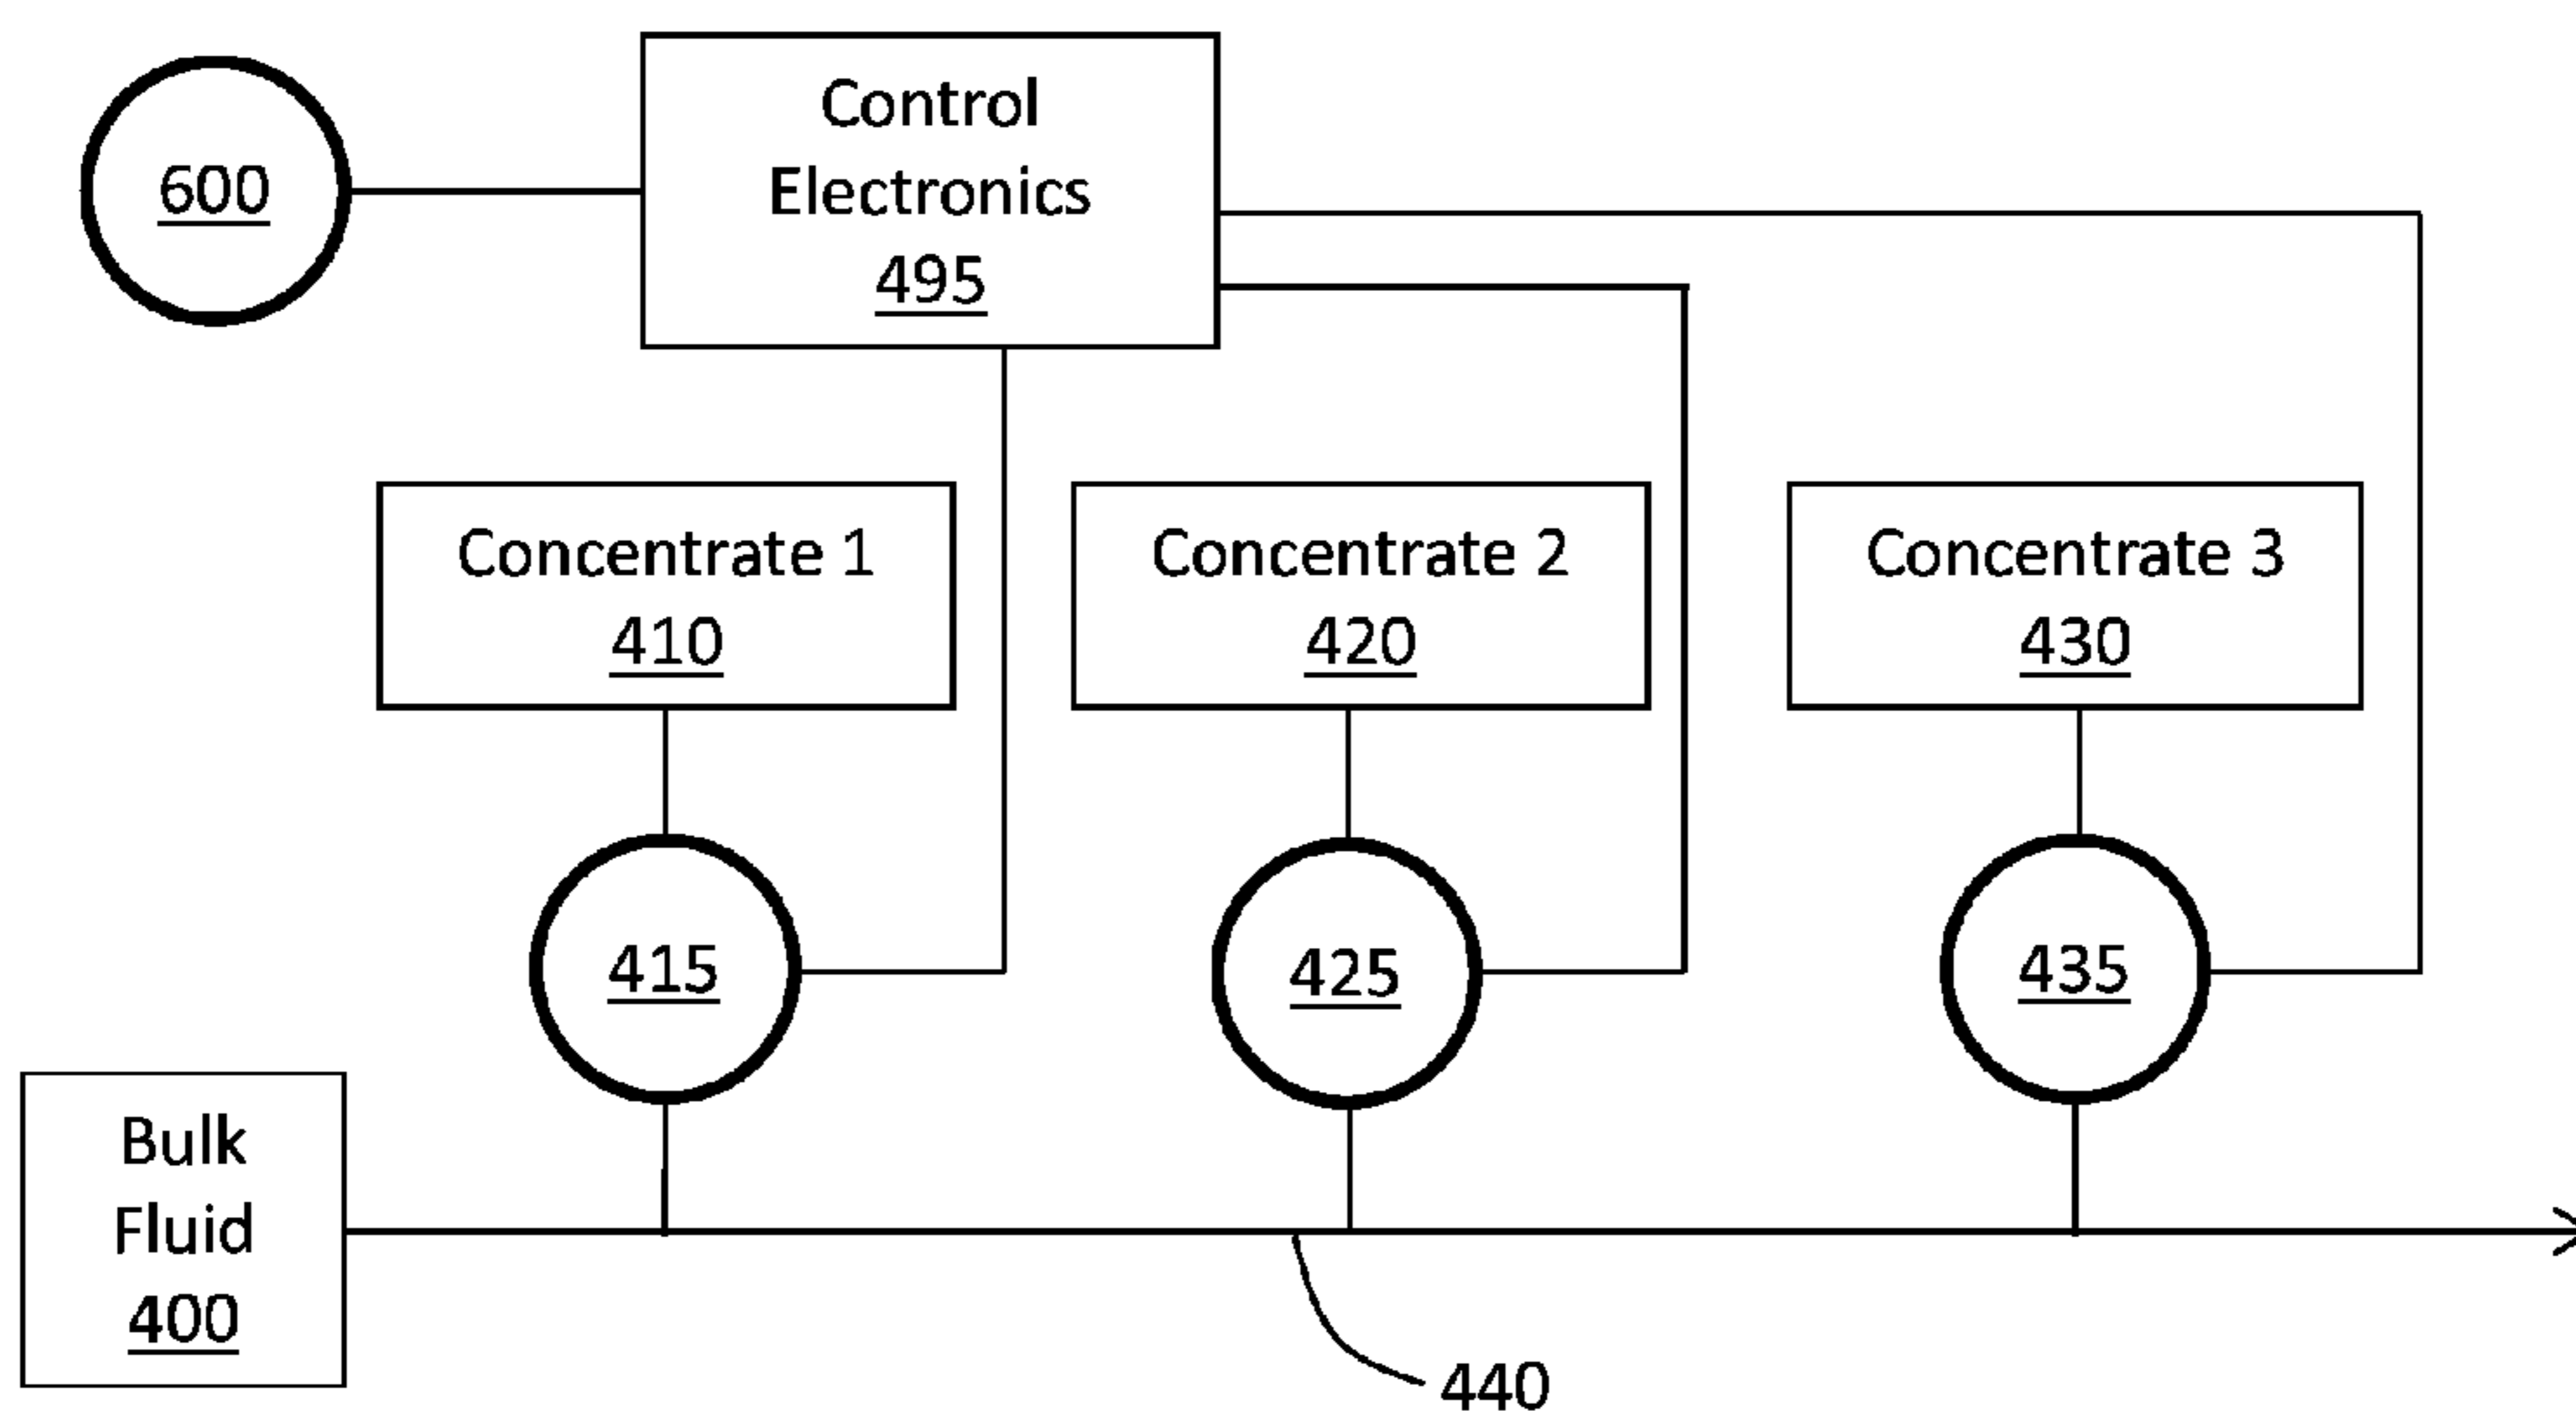 600
Control
Electronics
495
Concentrate 1
410
Concentrate 2
420
Concentrate 3
430
415
425
435
Bulk
Fluid
400
440